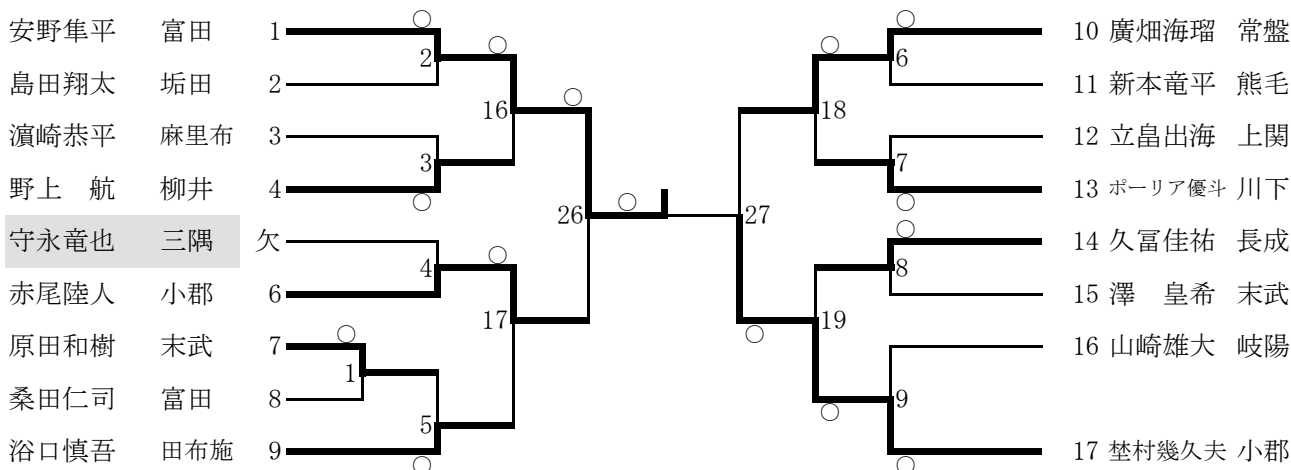 安野隼平 富田 1
島田翔太 垢田 2
濵崎恭平 麻里布 3
野上 航 柳井 4
守永竜也 三隅 欠
赤尾陸人 小郡 6
原田和樹 末武 7
桑田仁司 富田 8
浴口慎吾 田布施 9
1
2
3
4
5
16
17
26
27
18
19
6
7
8
9
10 廣畑海瑠 常盤
11 新本竜平 熊毛
12 立畠出海 上関
13 ポーリア優斗 川下
14 久冨佳祐 長成
15 澤 皇希 末武
16 山崎雄大 岐陽
17 埜村幾久夫 小郡